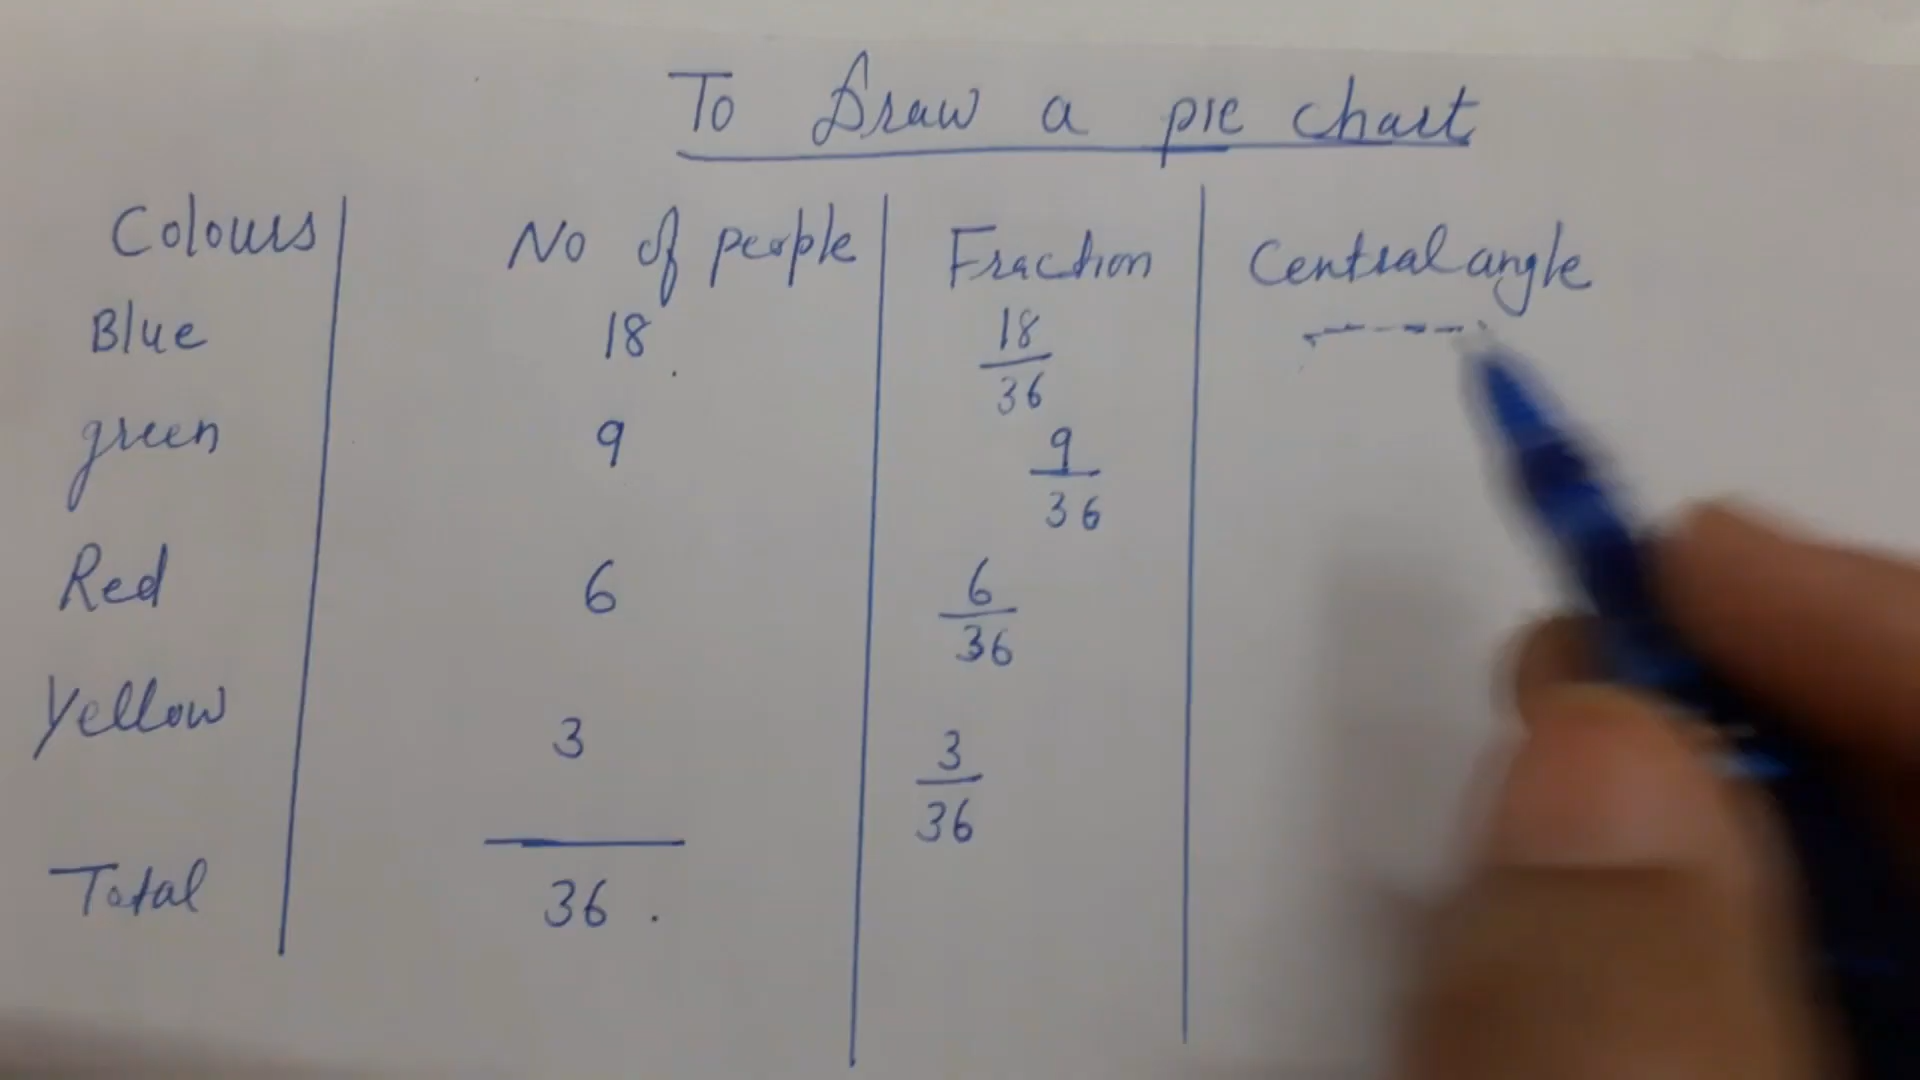 To Draw a pie chart
Colours No of people Fraction Central angle
Blue 18 18/36
green 9 9/36
Red 6 6/36
Yellow 3 3/36
Total 36